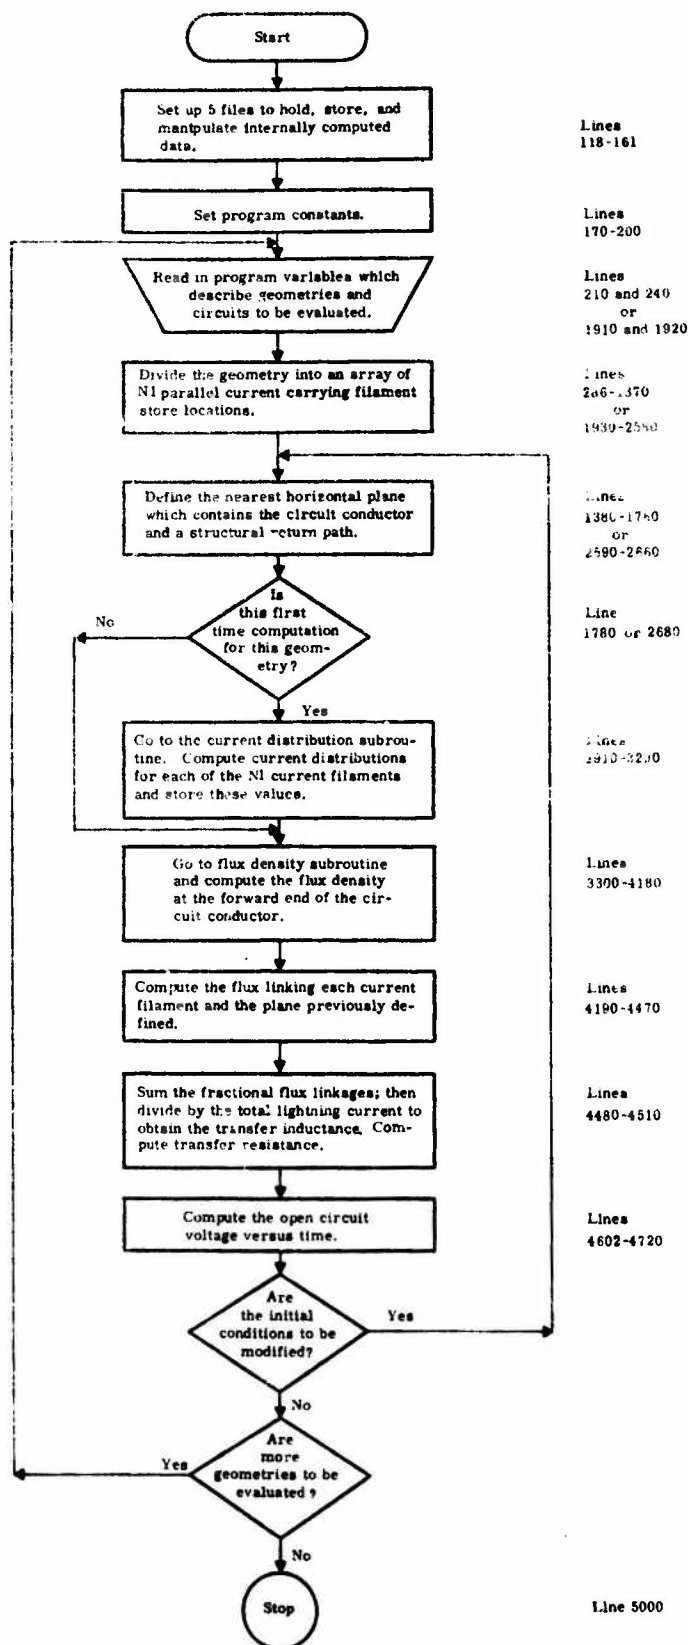 Start
Set up 5 files to hold, store, and
manipulate internally computed
data.
Lines
118-161
Set program constants.
Lines
170-200
Read in program variables which
describe geometries and
circuits to be evaluated.
Lines
210 and 240
or
1910 and 1920
Divide the geometry into an array of
N1 parallel current carrying filament
store locations.
Lines
or
Define the nearest horizontal plane
which contains the circuit conductor
and a structural return path.
Lines
or
2590-2660
Is
this first
time computation
for this geom-
etry?
No
Yes
Line
1780 or 2680
Go to the current distribution subrou-
tine. Compute current distributions
for each of the N1 current filaments
and store these values.
Lines
Go to flux density subroutine
and compute the flux density
at the forward end of the cir-
cuit conductor.
Lines
3300-4180
Compute the flux linking each current
filament and the plane previously de-
fined.
Lines
4190-4470
Sum the fractional flux linkages; then
divide by the total lightning current to
obtain the transfer inductance. Com-
pute transfer resistance.
Lines
4480-4510
Compute the open circuit
voltage versus time.
Lines
4602-4720
Are
the initial
conditions to be
modified?
Yes
No
Are
more
geometries to be
evaluated?
Yes
No
Stop
Line 5000